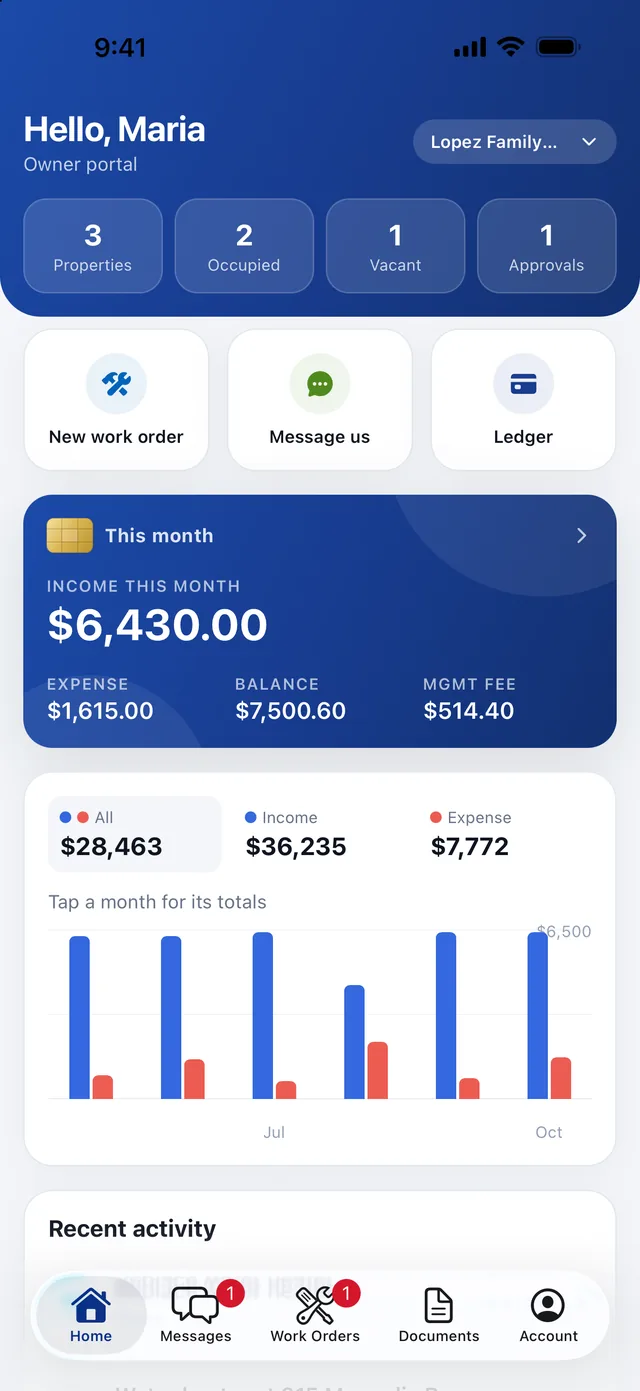 9:41
Hello, Maria
Owner portal
Lopez Family...
3
Properties
2
Occupied
1
Vacant
1
Approvals
New work order
Message us
Ledger
This month
INCOME THIS MONTH
$6,430.00
EXPENSE
$1,615.00
BALANCE
$7,500.60
MGMT FEE
$514.40
All
$28,463
Income
$36,235
Expense
$7,772
Tap a month for its totals
$6,500
Jul
Oct
Recent activity
1
1
Home
Messages
Work Orders
Documents
Account